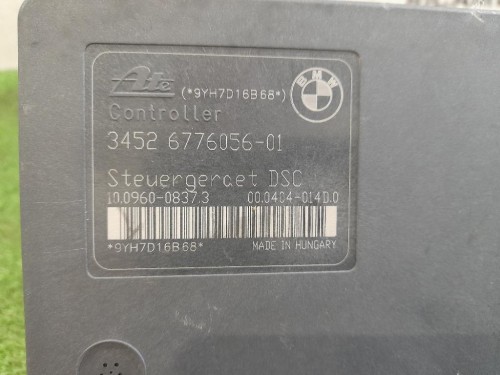 Ate (*9YH7D16B68*) BMW
Controller
3452 6776056-01
Steuergeraet DSC
10.0960-0837.3 00.0404-014D.0
*9YH7D16B68* MADE IN HUNGARY